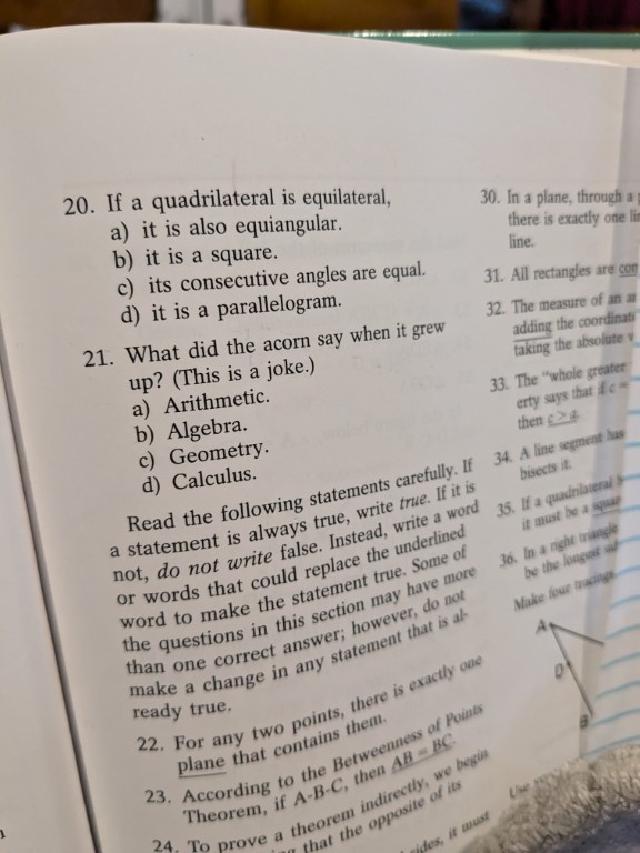 20. If a quadrilateral is equilateral,
a) it is also equiangular.
b) it is a square.
c) its consecutive angles are equal.
d) it is a parallelogram.
21. What did the acorn say when it grew
up? (This is a joke.)
a) Arithmetic.
b) Algebra.
c) Geometry.
d) Calculus.
Read the following statements carefully. If
a statement is always true, write true. If it is
not, do not write false. Instead, write a word
or words that could replace the underlined
word to make the statement true. Some of
the questions in this section may have more
than one correct answer; however, do not
make a change in any statement that is al-
ready true.
22. For any two points, there is exactly one
plane that contains them.
23. According to the Betweenness of Points
Theorem, if A-B-C, then AB = BC.
24. To prove a theorem indirectly, we begin
that the opposite of its
sides, it must
30. In a plane, through a
there is exactly one
line.
31. All rectangles are
32. The measure of an
adding the
taking the absolute
33. The "whole greater
erty says that if c =
then c > a.
34. A line segment has
bisects it.
35. If a quadrilateral
it must be a
36. In a right triangle
be the longest
Make four tracings
A
D
B
Use